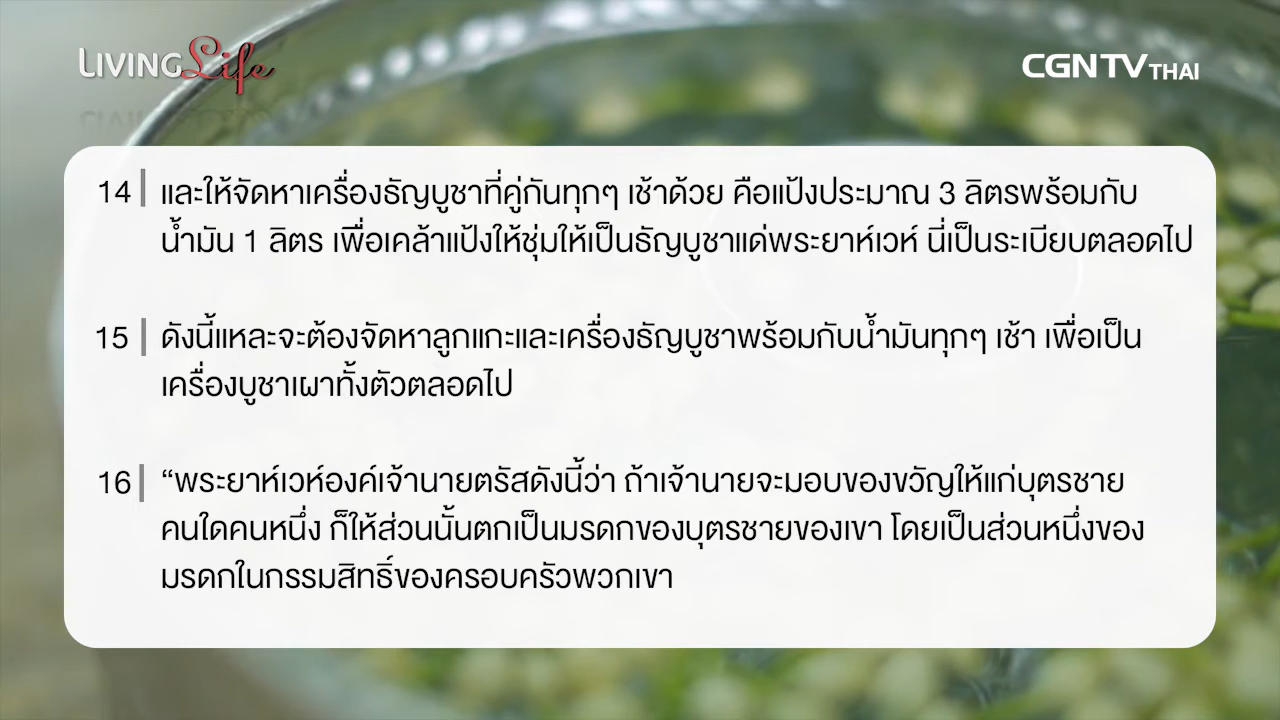 LIVING Life
CGNTV THAI
14 และให้จัดหาเครื่องธัญบูชาที่คู่กันทุกๆ เช้าด้วย คือแป้งประมาณ 3 ลิตรพร้อมกับ
น้ำมัน 1 ลิตร เพื่อเคล้าแป้งให้ชุ่มให้เป็นธัญบูชาแด่พระยาห์เวห์ นี่เป็นระเบียบตลอดไป
15 ดังนี้แหละจะต้องจัดหาลูกแกะและเครื่องธัญบูชาพร้อมกับน้ำมันทุกๆ เช้า เพื่อเป็น
เครื่องบูชาเผาทั้งตัวตลอดไป
16 “พระยาห์เวห์องค์เจ้านายตรัสดังนี้ว่า ถ้าเจ้านายจะมอบของขวัญให้แก่บุตรชาย
คนใดคนหนึ่ง ก็ให้ส่วนนั้นตกเป็นมรดกของบุตรชายของเขา โดยเป็นส่วนหนึ่งของ
มรดกในกรรมสิทธิ์ของครอบครัวพวกเขา